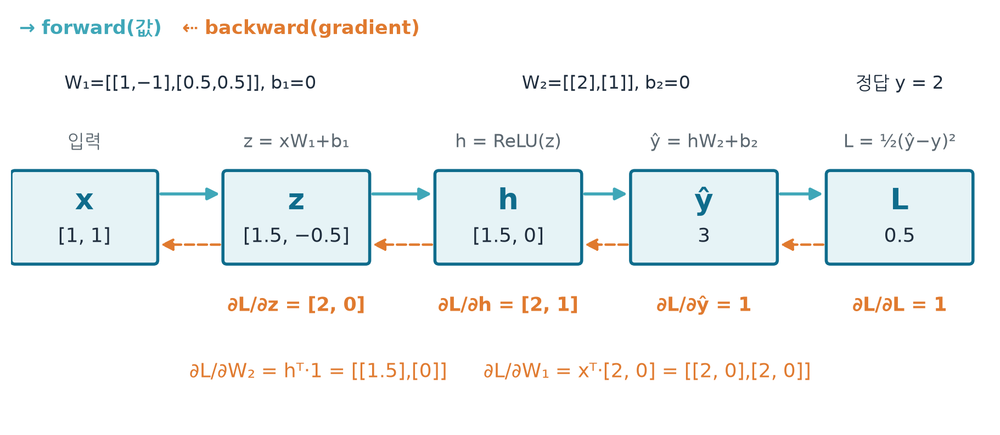 → forward(값) ⇠ backward(gradient)
W₁=[[1,−1],[0.5,0.5]], b₁=0 W₂=[[2],[1]], b₂=0 정답 y = 2
입력 z = xW₁+b₁ h = ReLU(z) ŷ = hW₂+b₂ L = ½(ŷ−y)²
x z h ŷ L
[1, 1] [1.5, −0.5] [1.5, 0] 3 0.5
∂L/∂z = [2, 0] ∂L/∂h = [2, 1] ∂L/∂ŷ = 1 ∂L/∂L = 1
∂L/∂W₂ = hᵀ·1 = [[1.5],[0]] ∂L/∂W₁ = xᵀ·[2, 0] = [[2, 0],[2, 0]]